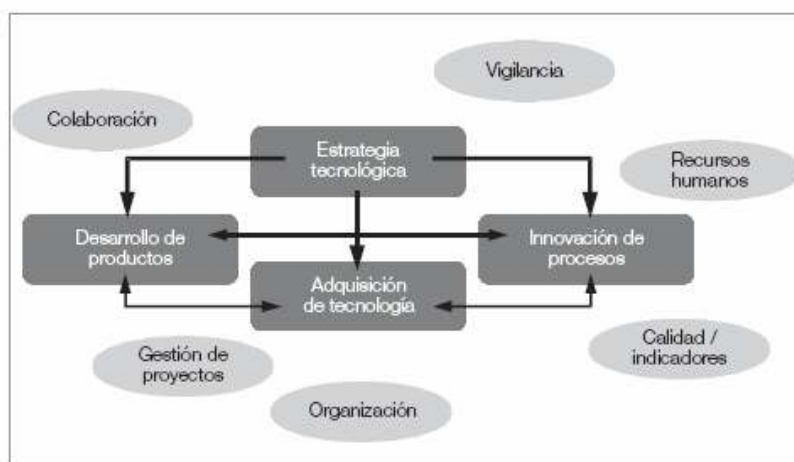 Vigilancia
Colaboración
Estrategia
tecnológica
Recursos
humanos
Desarrollo de
productos
Innovación de
procesos
Adquisición
de tecnología
Gestión de
proyectos
Calidad /
indicadores
Organización